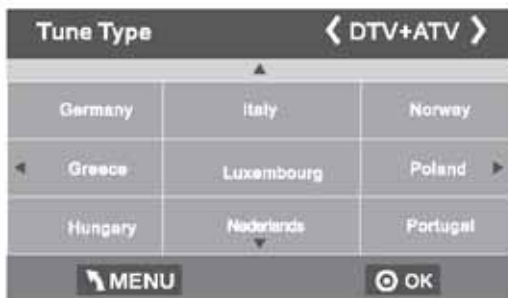 Tune Type ❮ DTV+ATV ❯
Germany Italy Norway
Greece Luxembourg Poland
Hungary Nederlands Portugal
MENU OK